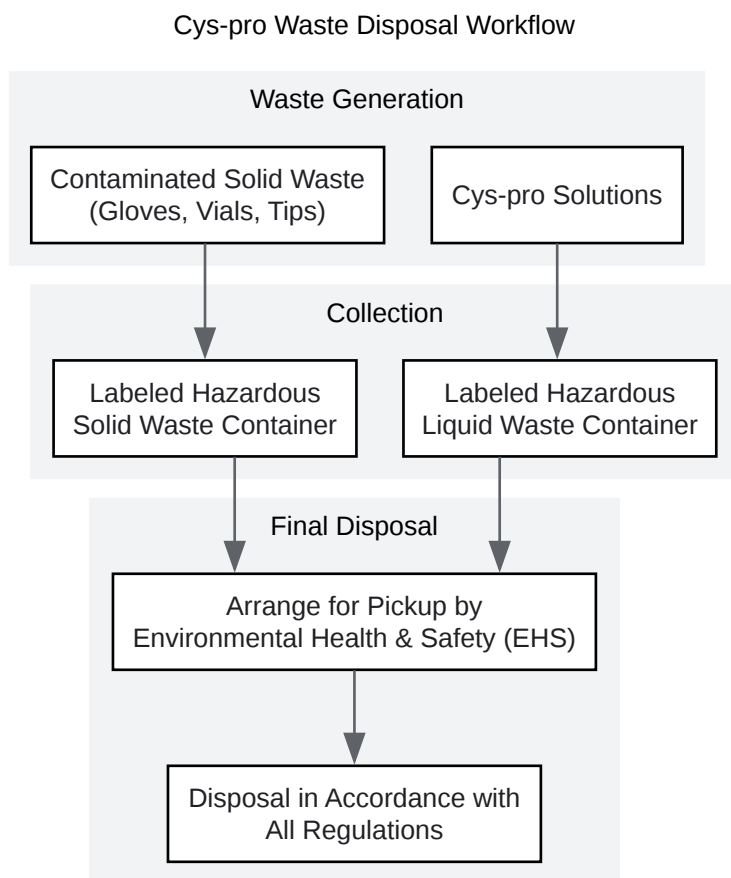 Cys-pro Waste Disposal Workflow
Waste Generation
Contaminated Solid Waste
(Gloves, Vials, Tips)
Cys-pro Solutions
Collection
Labeled Hazardous
Solid Waste Container
Labeled Hazardous
Liquid Waste Container
Final Disposal
Arrange for Pickup by
Environmental Health & Safety (EHS)
Disposal in Accordance with
All Regulations